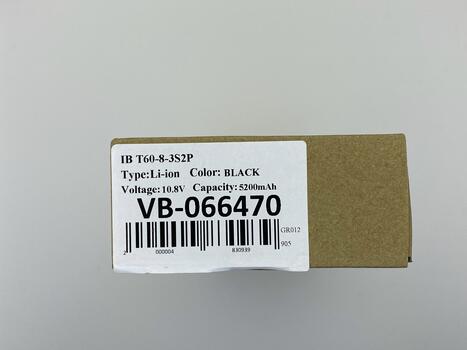 IB T60-8-3S2P
Type:Li-ion Color: BLACK
Voltage: 10.8V Capacity: 5200mAh
VB-066470
GR012
905
2 000004 830939